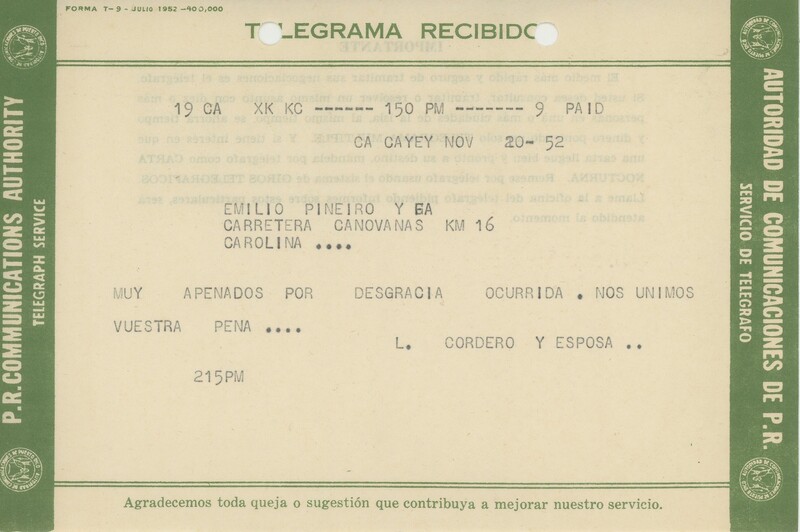 FORMA T-9 - JULIO 1952 -400,000
TELEGRAMA RECIBIDO
19 CA XK KC ------ 150 PM ------- 9 PAID
CA CAYEY NOV 20-52
EMILIO PINEIRO Y
CARRETERA CANOVANAS KM 16
CAROLINA ....
MUY APENADOS POR DESGRACIA OCURRIDA . NOS UNIMOS
VUESTRA PENA ....
L. CORDERO Y ESPOSA ..
215PM
Agradecemos toda queja o sugestión que contribuya a mejorar nuestro servicio.
P.R. COMMUNICATIONS AUTHORITY
TELEGRAPH SERVICE
AUTORIDAD DE COMUNICACIONES DE P.R.
SERVICIO DE TELEGRAFO